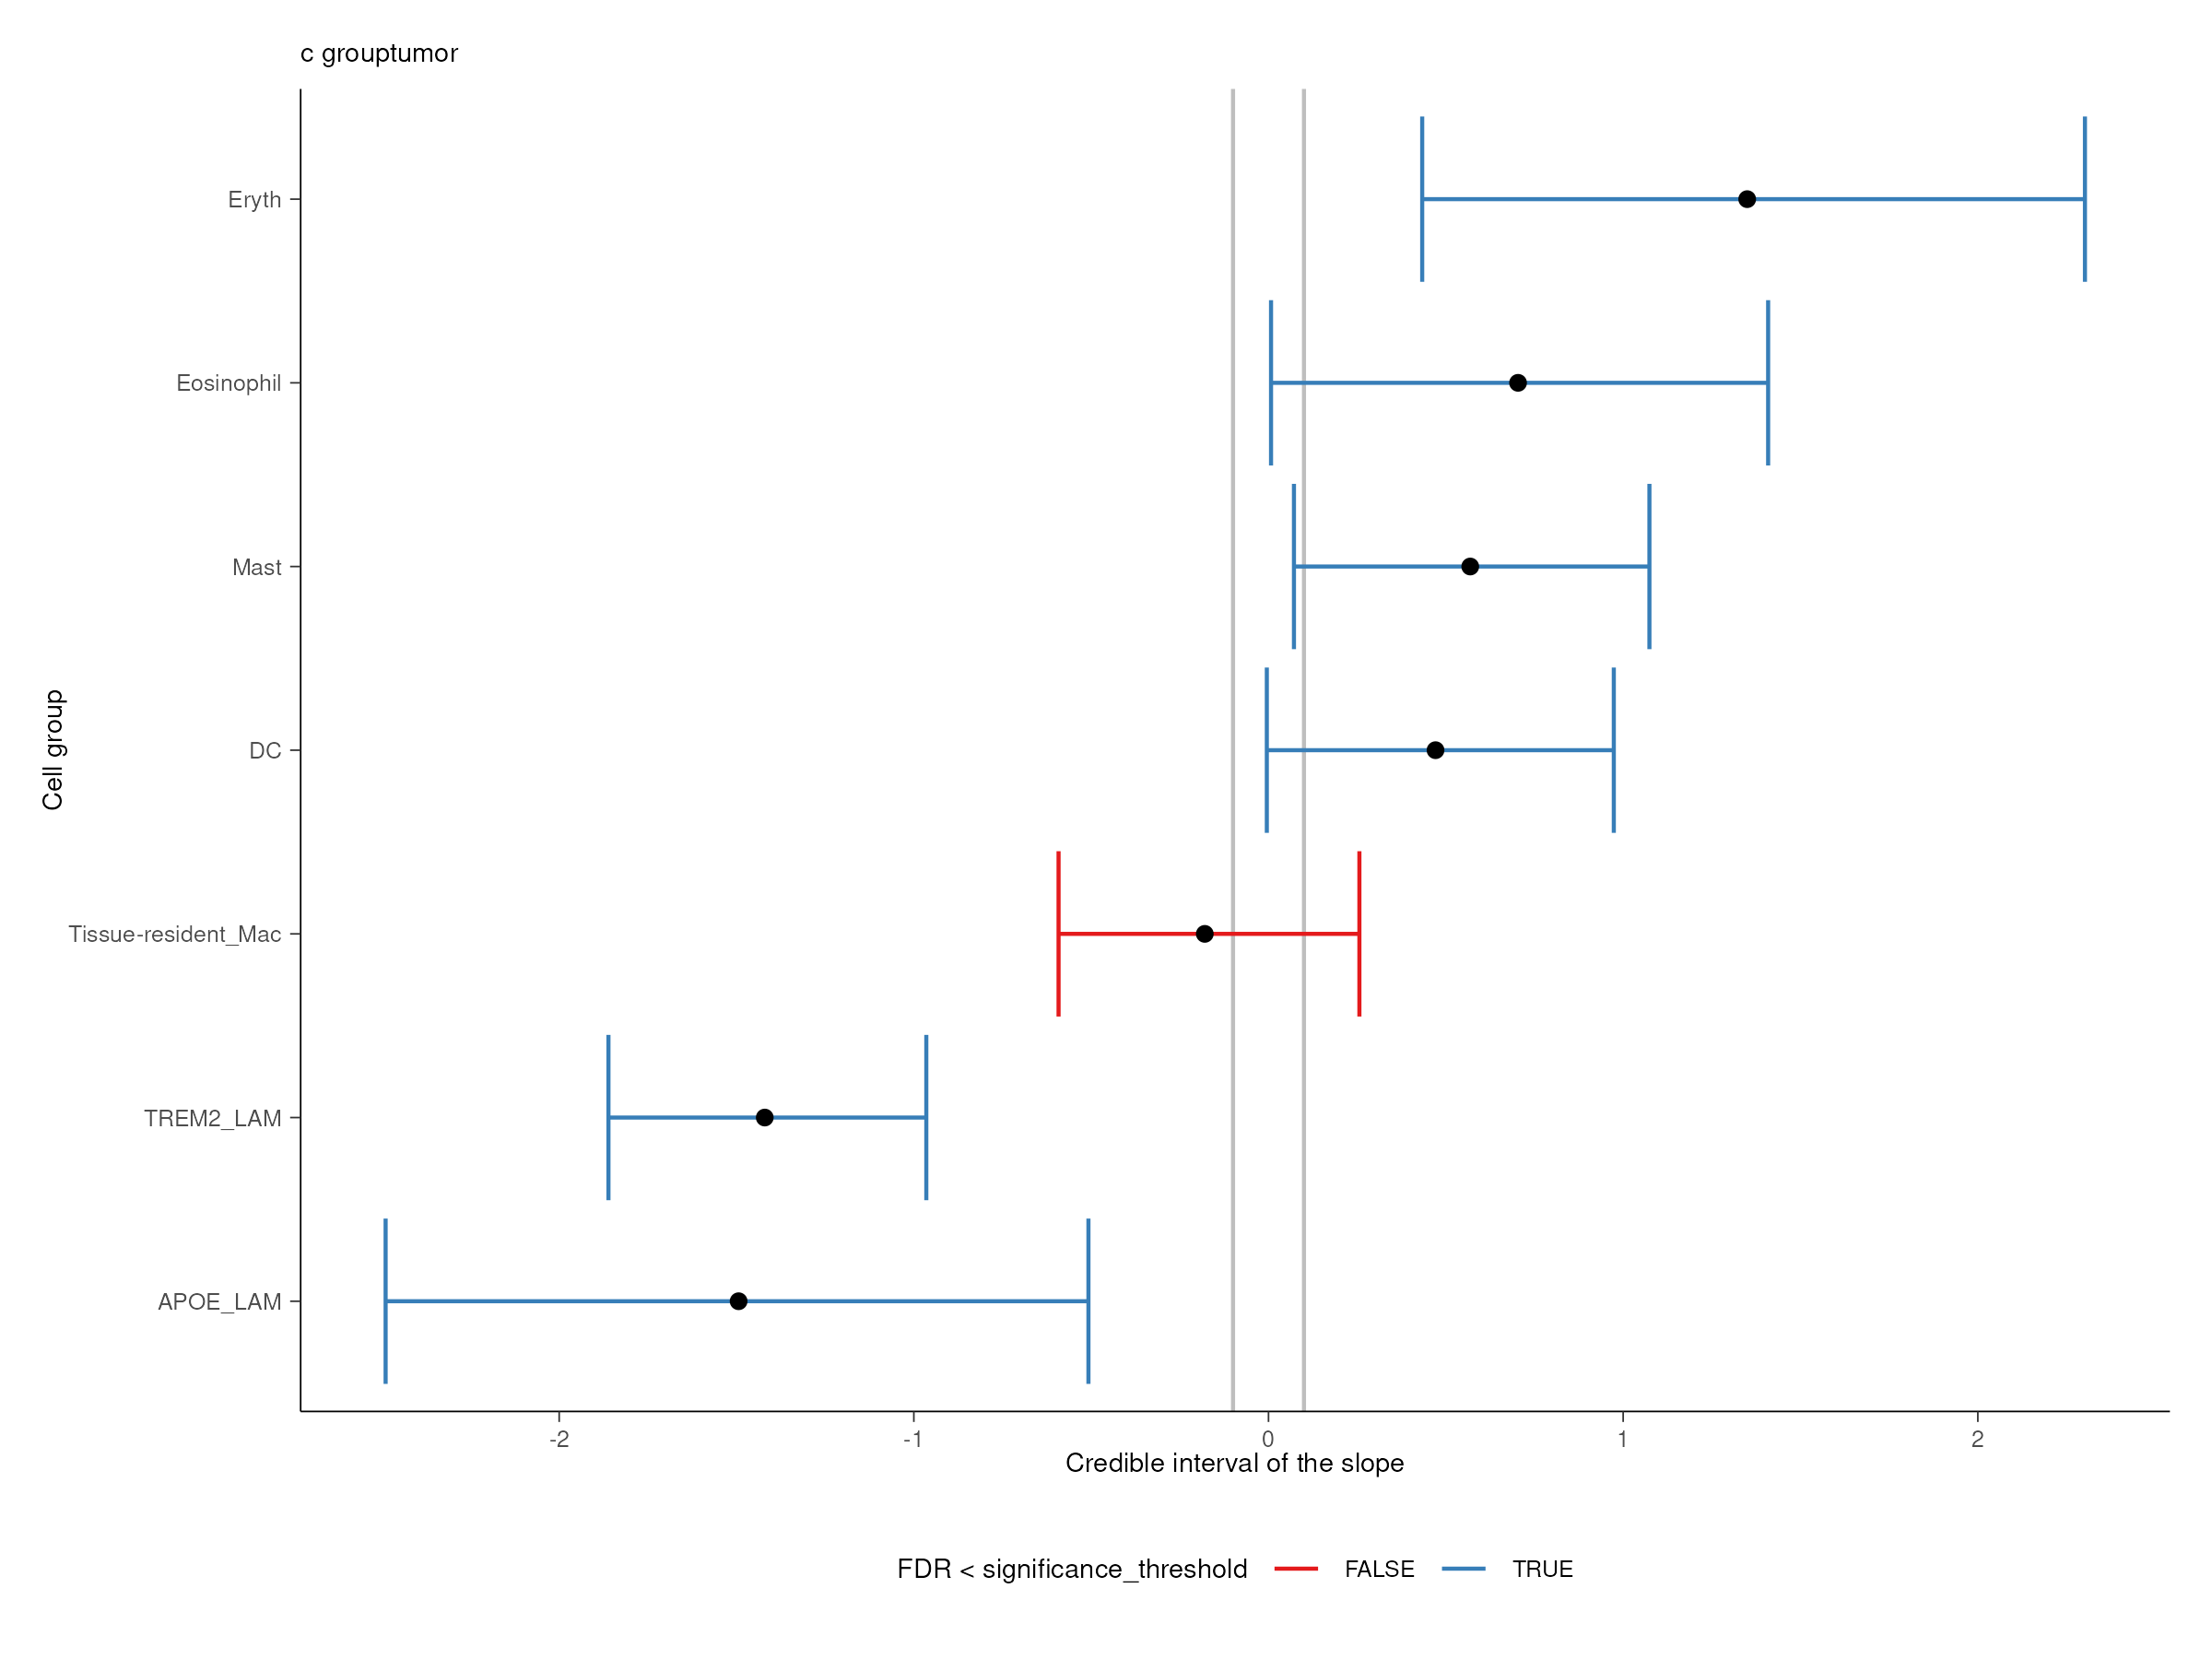 c grouptumor
Cell group
Eryth
Eosinophil
Mast
DC
Tissue-resident_Mac
TREM2_LAM
APOE_LAM
-2 -1 0 1 2
Credible interval of the slope
FDR < significance_threshold FALSE TRUE